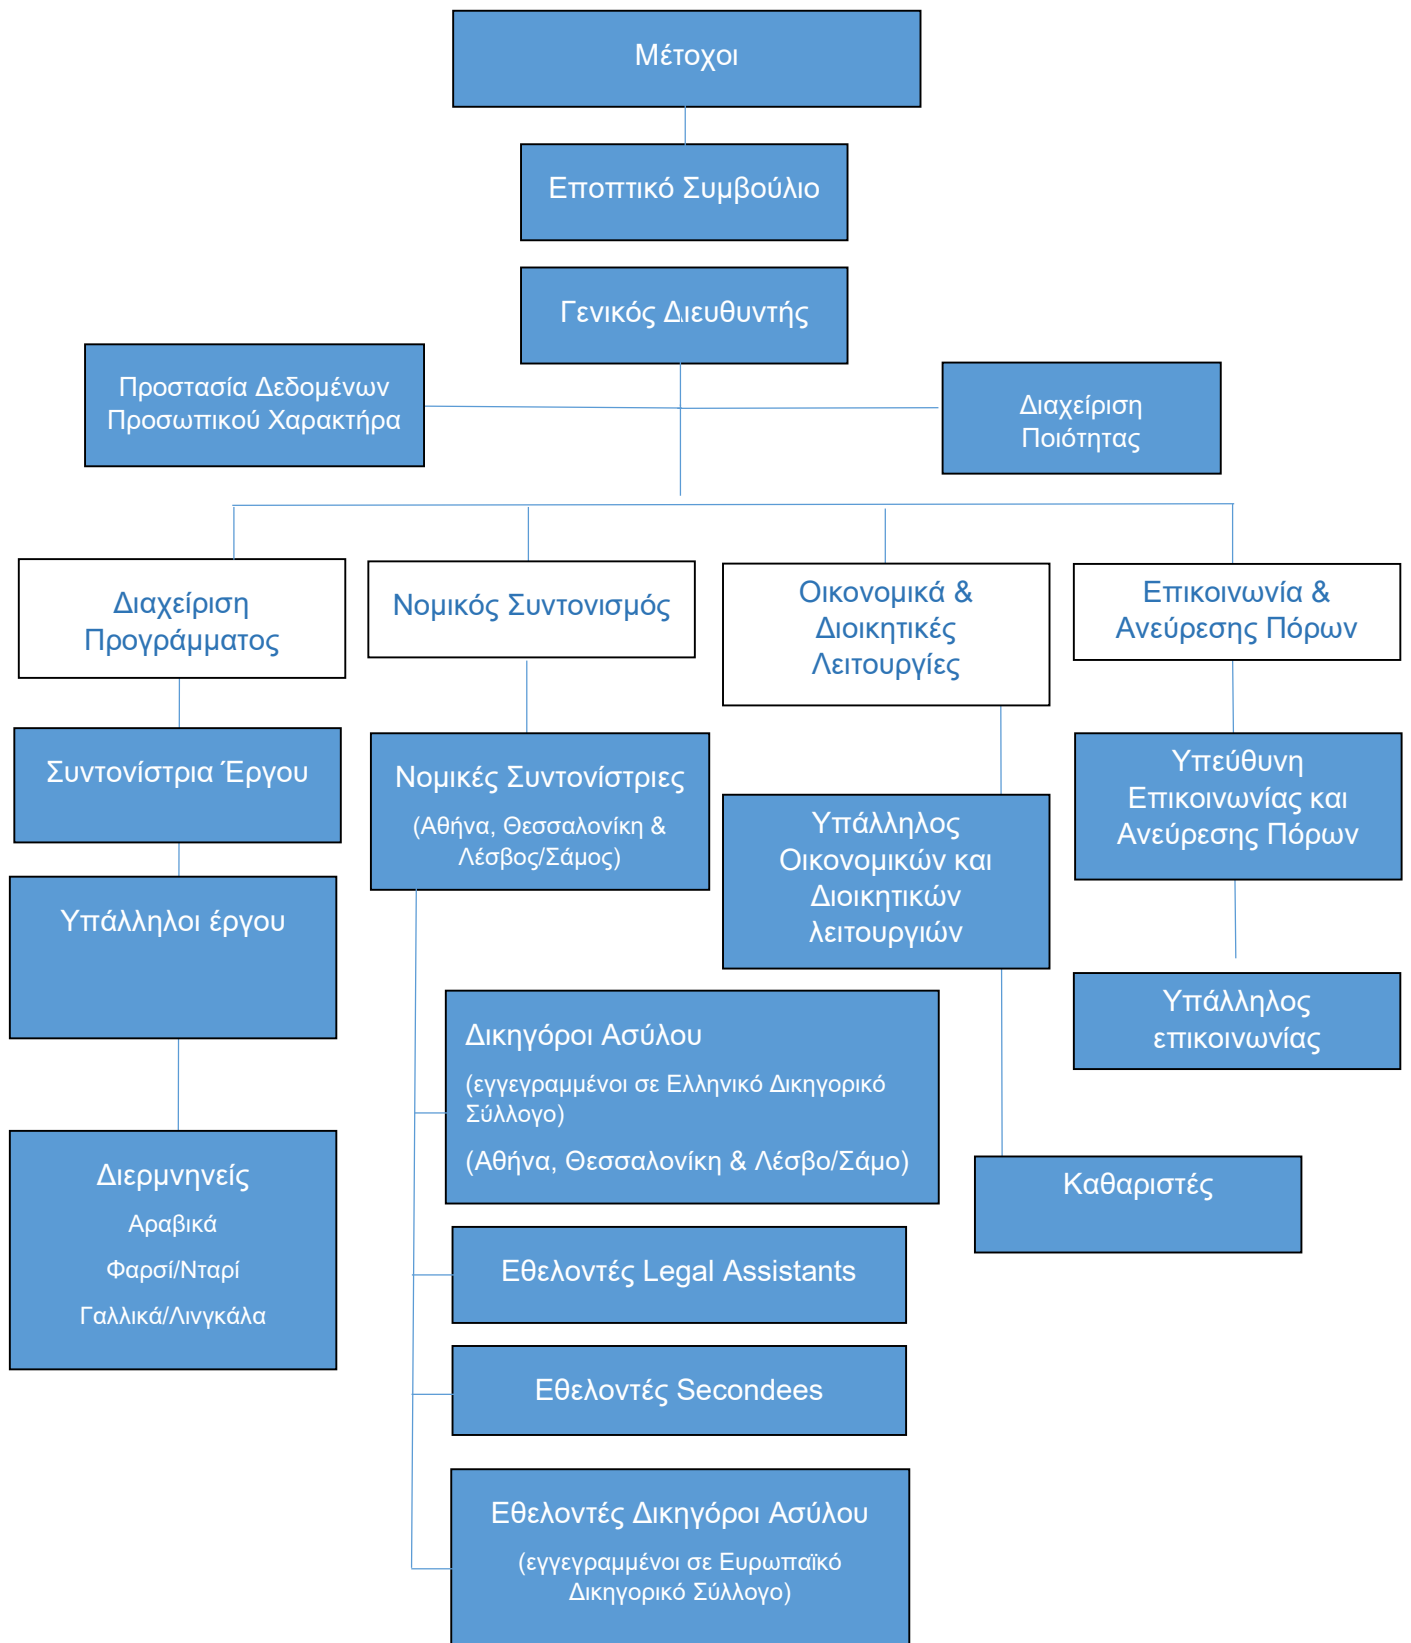 Μέτοχοι
Εποπτικό Συμβούλιο
Γενικός Διευθυντής
Προστασία Δεδομένων
Προσωπικού Χαρακτήρα
Διαχείριση
Ποιότητας
Διαχείριση
Προγράμματος
Νομικός Συντονισμός
Οικονομικά &
Διοικητικές
Λειτουργίες
Επικοινωνία &
Ανεύρεσης Πόρων
Συντονίστρια Έργου
Νομικές Συντονίστριες
(Αθήνα, Θεσσαλονίκη &
Λέσβος/Σάμος)
Υπάλληλος
Οικονομικών και
Διοικητικών
λειτουργιών
Υπεύθυνη
Επικοινωνίας και
Ανεύρεσης Πόρων
Υπάλληλοι έργου
Υπάλληλος
επικοινωνίας
Δικηγόροι Ασύλου
(εγγεγραμμένοι σε Ελληνικό Δικηγορικό
Σύλλογο)
(Αθήνα, Θεσσαλονίκη & Λέσβο/Σάμο)
Διερμηνείς
Αραβικά
Φαρσί/Νταρί
Γαλλικά/Λινγκάλα
Καθαριστές
Εθελοντές Legal Assistants
Εθελοντές Secondees
Εθελοντές Δικηγόροι Ασύλου
(εγγεγραμμένοι σε Ευρωπαϊκό
Δικηγορικό Σύλλογο)